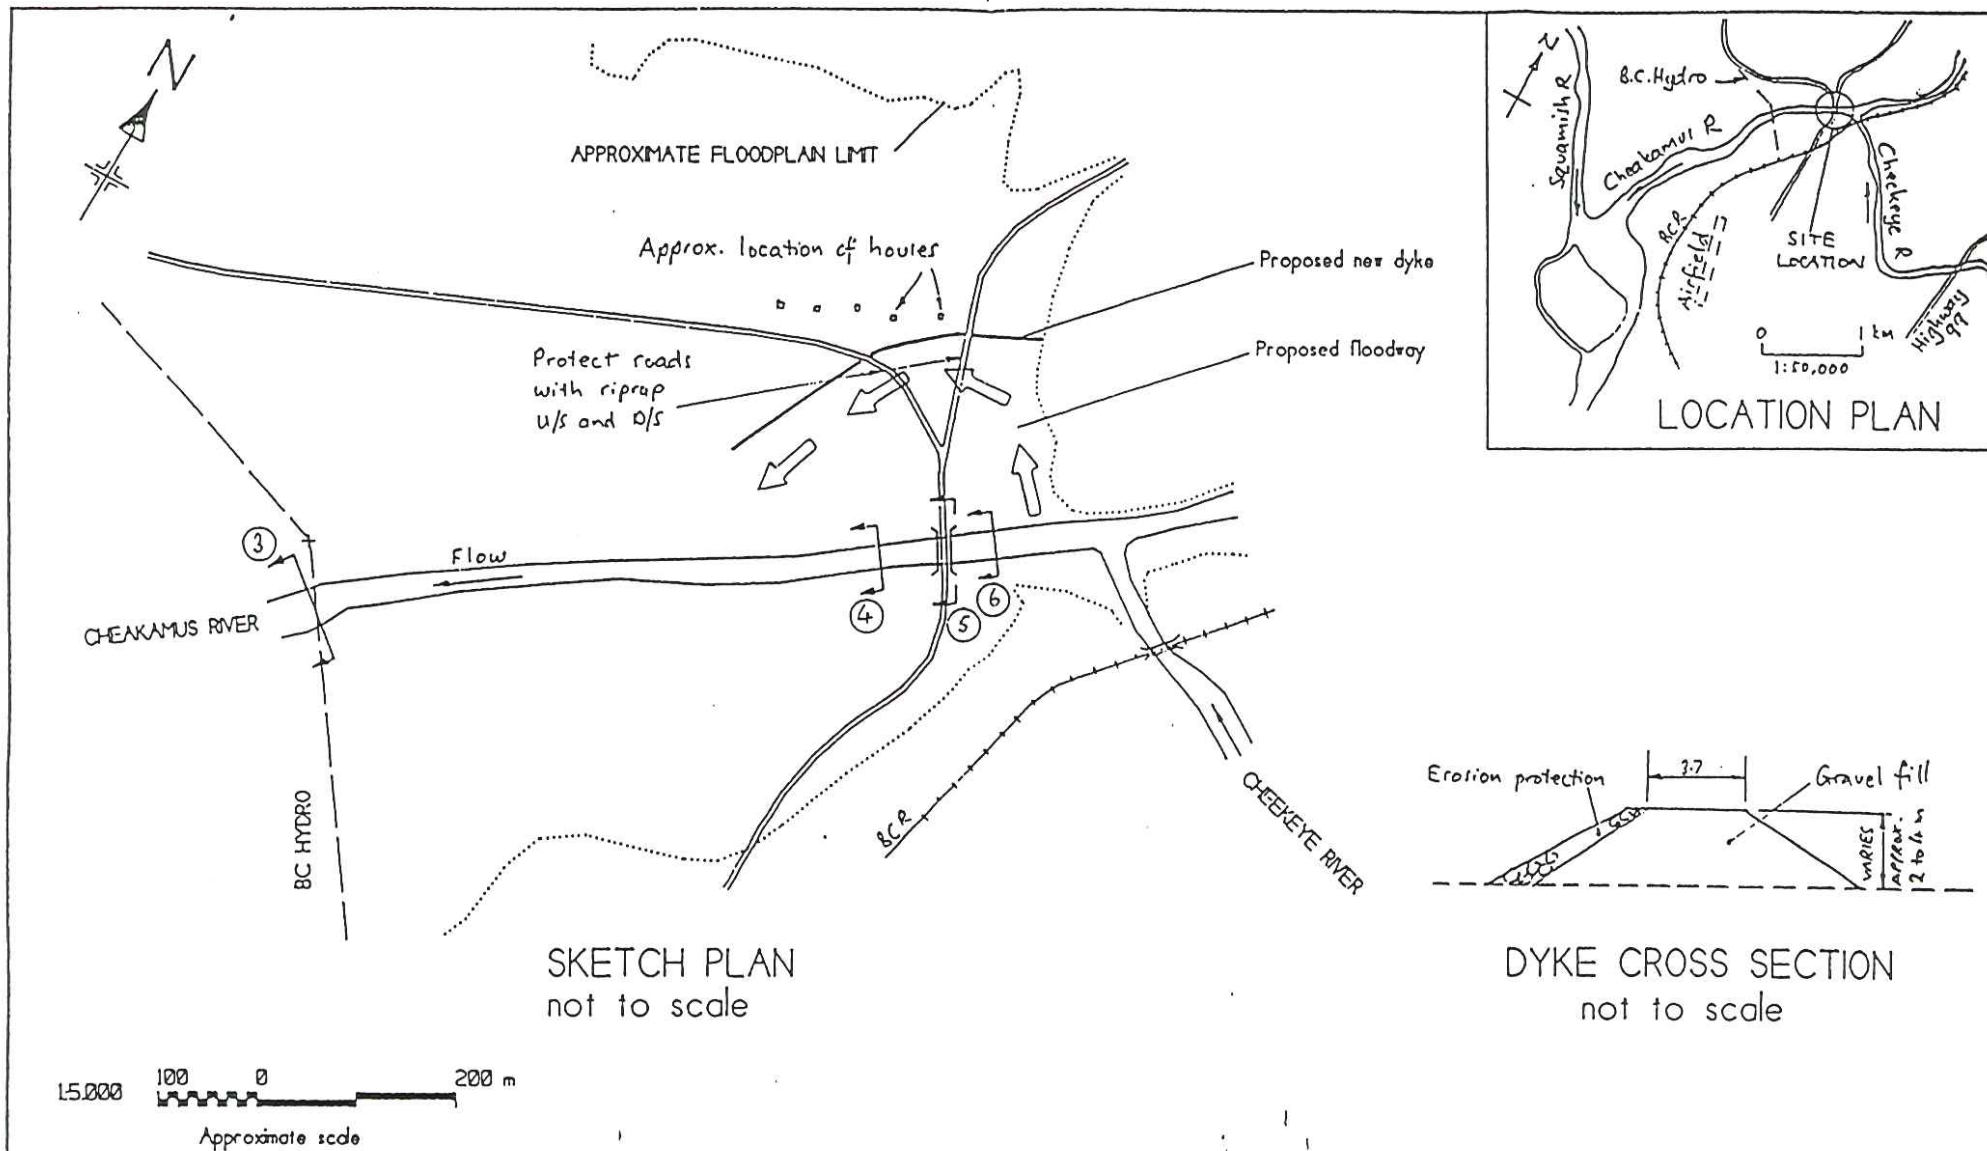 N
APPROXIMATE FLOODPLAN LIMIT
Approx. location of houses
Proposed new dyke
Proposed floodway
Protect roads
with riprap
U/S and D/S
3
Flow
CHEAKAMUS RIVER
4
5
6
BC HYDRO
BCR
CHEEKEYE RIVER
SKETCH PLAN
not to scale
1:5.000
100 0 200 m
Approximate scale
N
Squamish R
B.C. Hydro
Cheakamus R
Cheekeye R
BCR
Airfield
SITE
LOCATION
Highway
99
0 1 km
1:50,000
LOCATION PLAN
Erosion protection
3.7
Gravel fill
VARIES
APPROX.
2 to 4 m
DYKE CROSS SECTION
not to scale